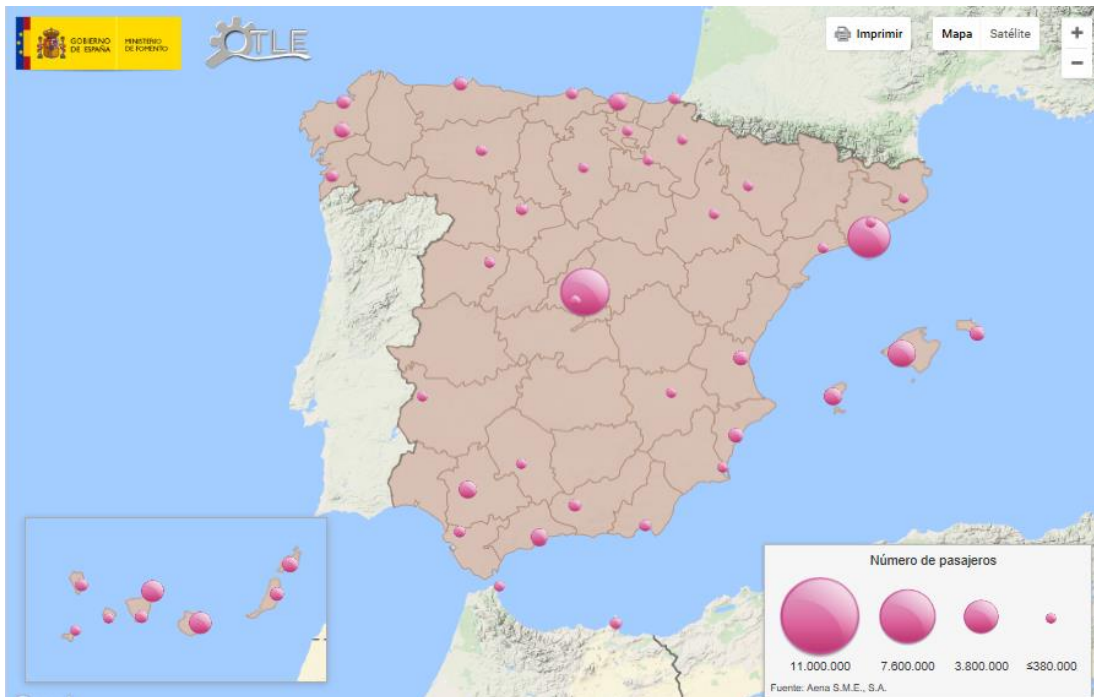 GOBIERNO
DE ESPAÑA
MINISTERIO
DE FOMENTO
OTLE
Imprimir
Mapa
Satélite
+
−
Número de pasajeros
11.000.000
7.600.000
3.800.000
≤380.000
Fuente: Aena S.M.E., S.A.